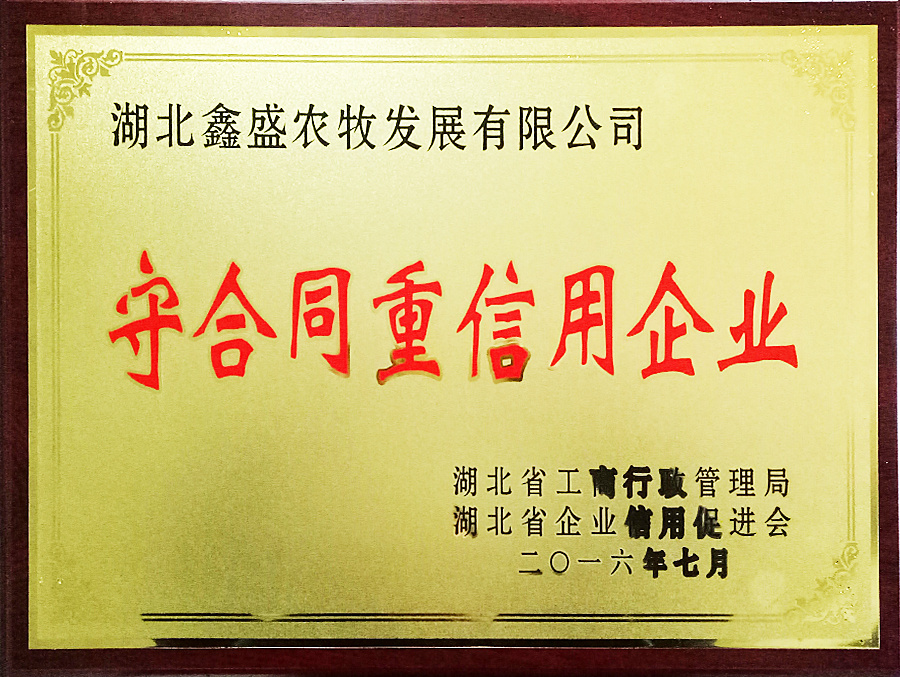 湖北鑫盛农牧发展有限公司
守合同重信用企业
湖北省工商行政管理局
湖北省企业信用促进会
二〇一六年七月